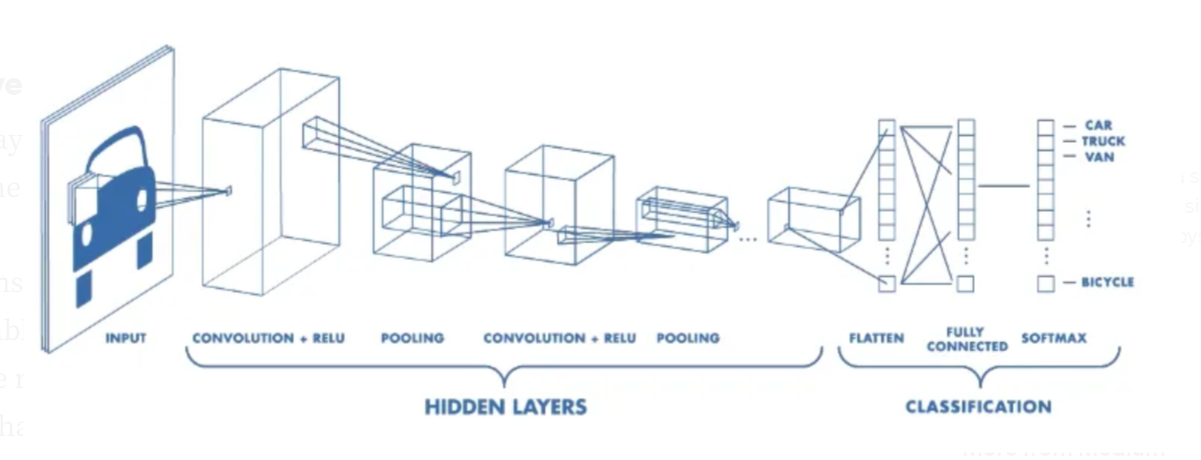 CAR
TRUCK
VAN
BICYCLE
INPUT
CONVOLUTION + RELU
POOLING
CONVOLUTION + RELU
POOLING
FLATTEN
FULLY
CONNECTED
SOFTMAX
HIDDEN LAYERS
CLASSIFICATION